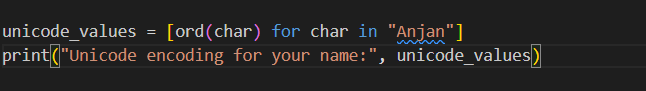 unicode_values = [ord(char) for char in "Anjan"]
print("Unicode encoding for your name:", unicode_values)